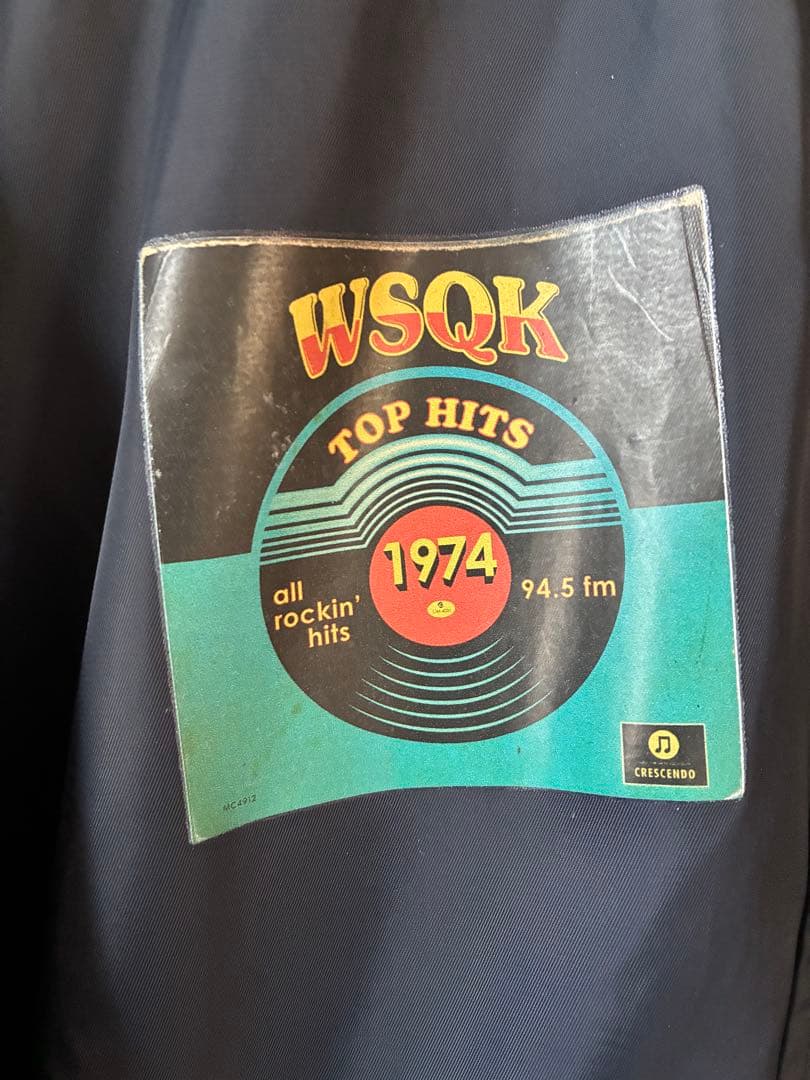 WSQK
TOP HITS
1974
all
rockin'
hits
94.5 fm
CRESCENDO
MC4912